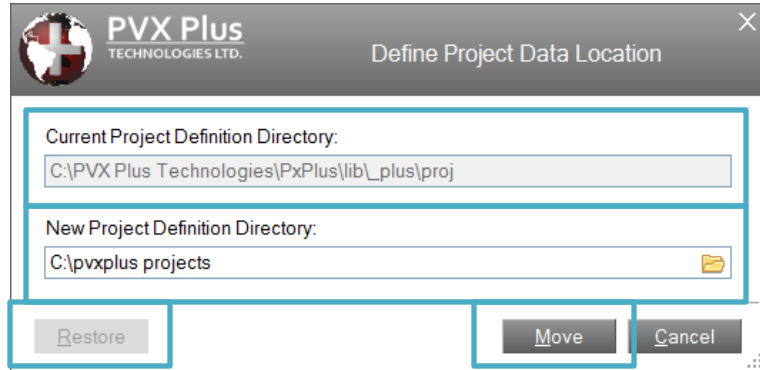 PVX Plus
TECHNOLOGIES LTD.
Define Project Data Location
Current Project Definition Directory:
C:\PVX Plus Technologies\PxPlus\lib\_plus\proj
New Project Definition Directory:
C:\pvxplus projects
Restore
Move
Cancel